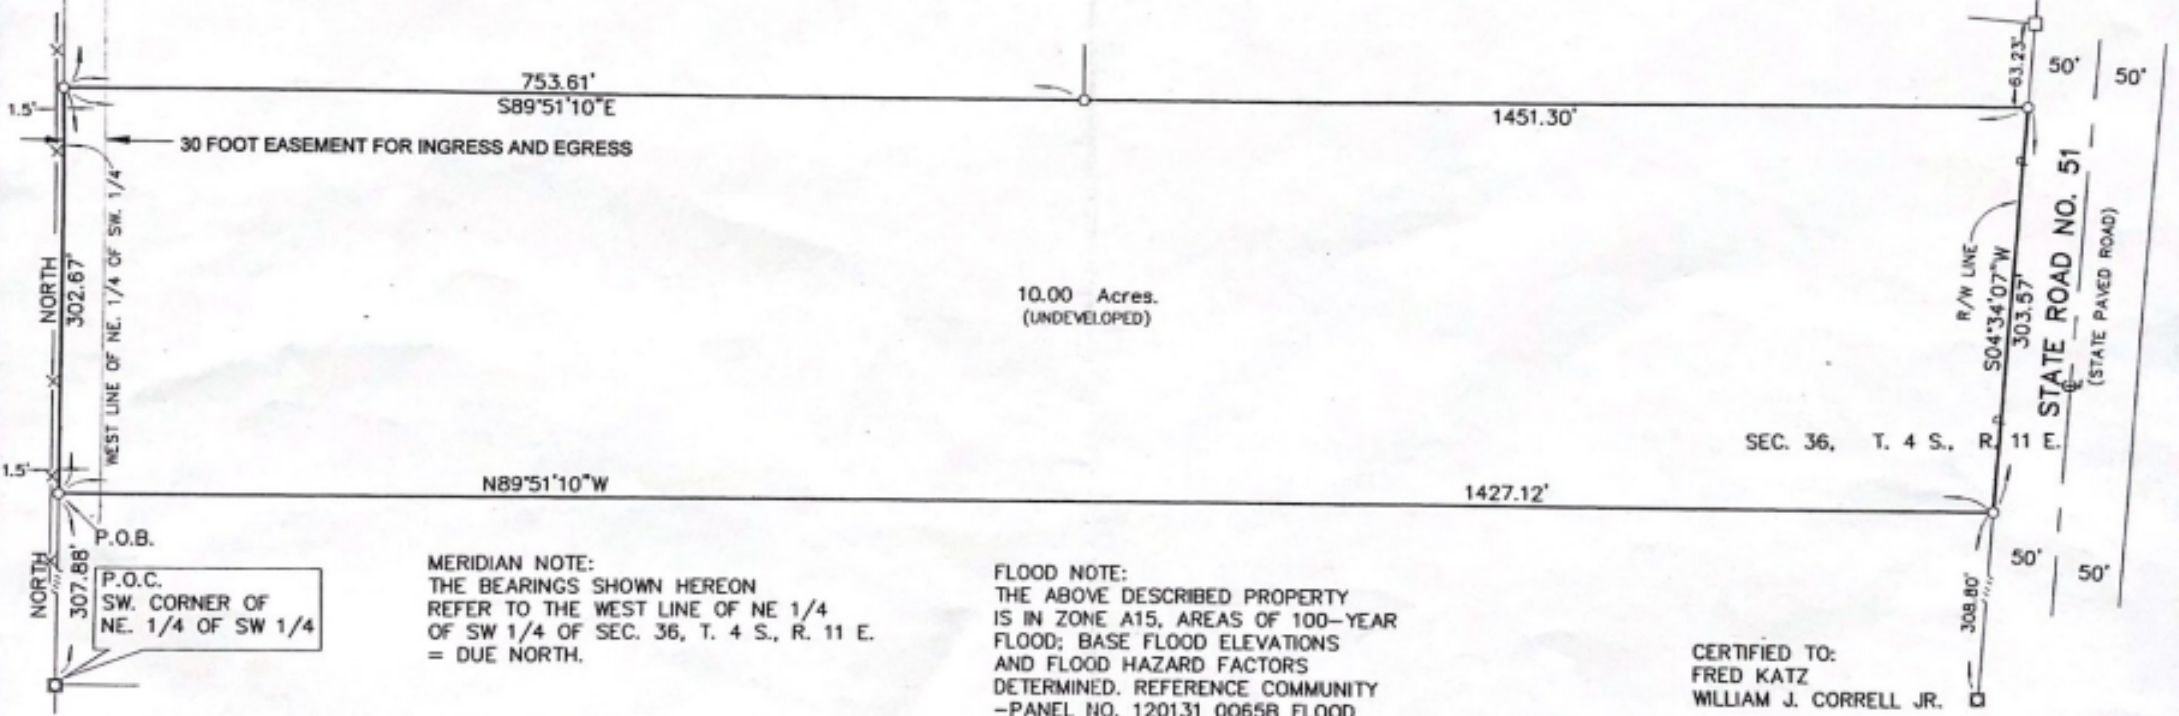 753.61'
S89°51'10"E
1451.30'
63.23'
50'
50'
1.5'
30 FOOT EASEMENT FOR INGRESS AND EGRESS
WEST LINE OF NE. 1/4 OF SW. 1/4
NORTH
302.67'
10.00 Acres.
(UNDEVELOPED)
R/W LINE
S04°34'07"W
303.57'
STATE ROAD NO. 51
(STATE PAVED ROAD)
SEC. 36, T. 4 S., R. 11 E.
1.5'
N89°51'10"W
1427.12'
P.O.B.
NORTH
307.88'
P.O.C.
SW. CORNER OF
NE. 1/4 OF SW 1/4
MERIDIAN NOTE:
THE BEARINGS SHOWN HEREON
REFER TO THE WEST LINE OF NE 1/4
OF SW 1/4 OF SEC. 36, T. 4 S., R. 11 E.
= DUE NORTH.
FLOOD NOTE:
THE ABOVE DESCRIBED PROPERTY
IS IN ZONE A15, AREAS OF 100-YEAR
FLOOD; BASE FLOOD ELEVATIONS
AND FLOOD HAZARD FACTORS
DETERMINED. REFERENCE COMMUNITY
-PANEL NO. 120131 0065B FLOOD
50'
50'
308.80'
CERTIFIED TO:
FRED KATZ
WILLIAM J. CORRELL JR.